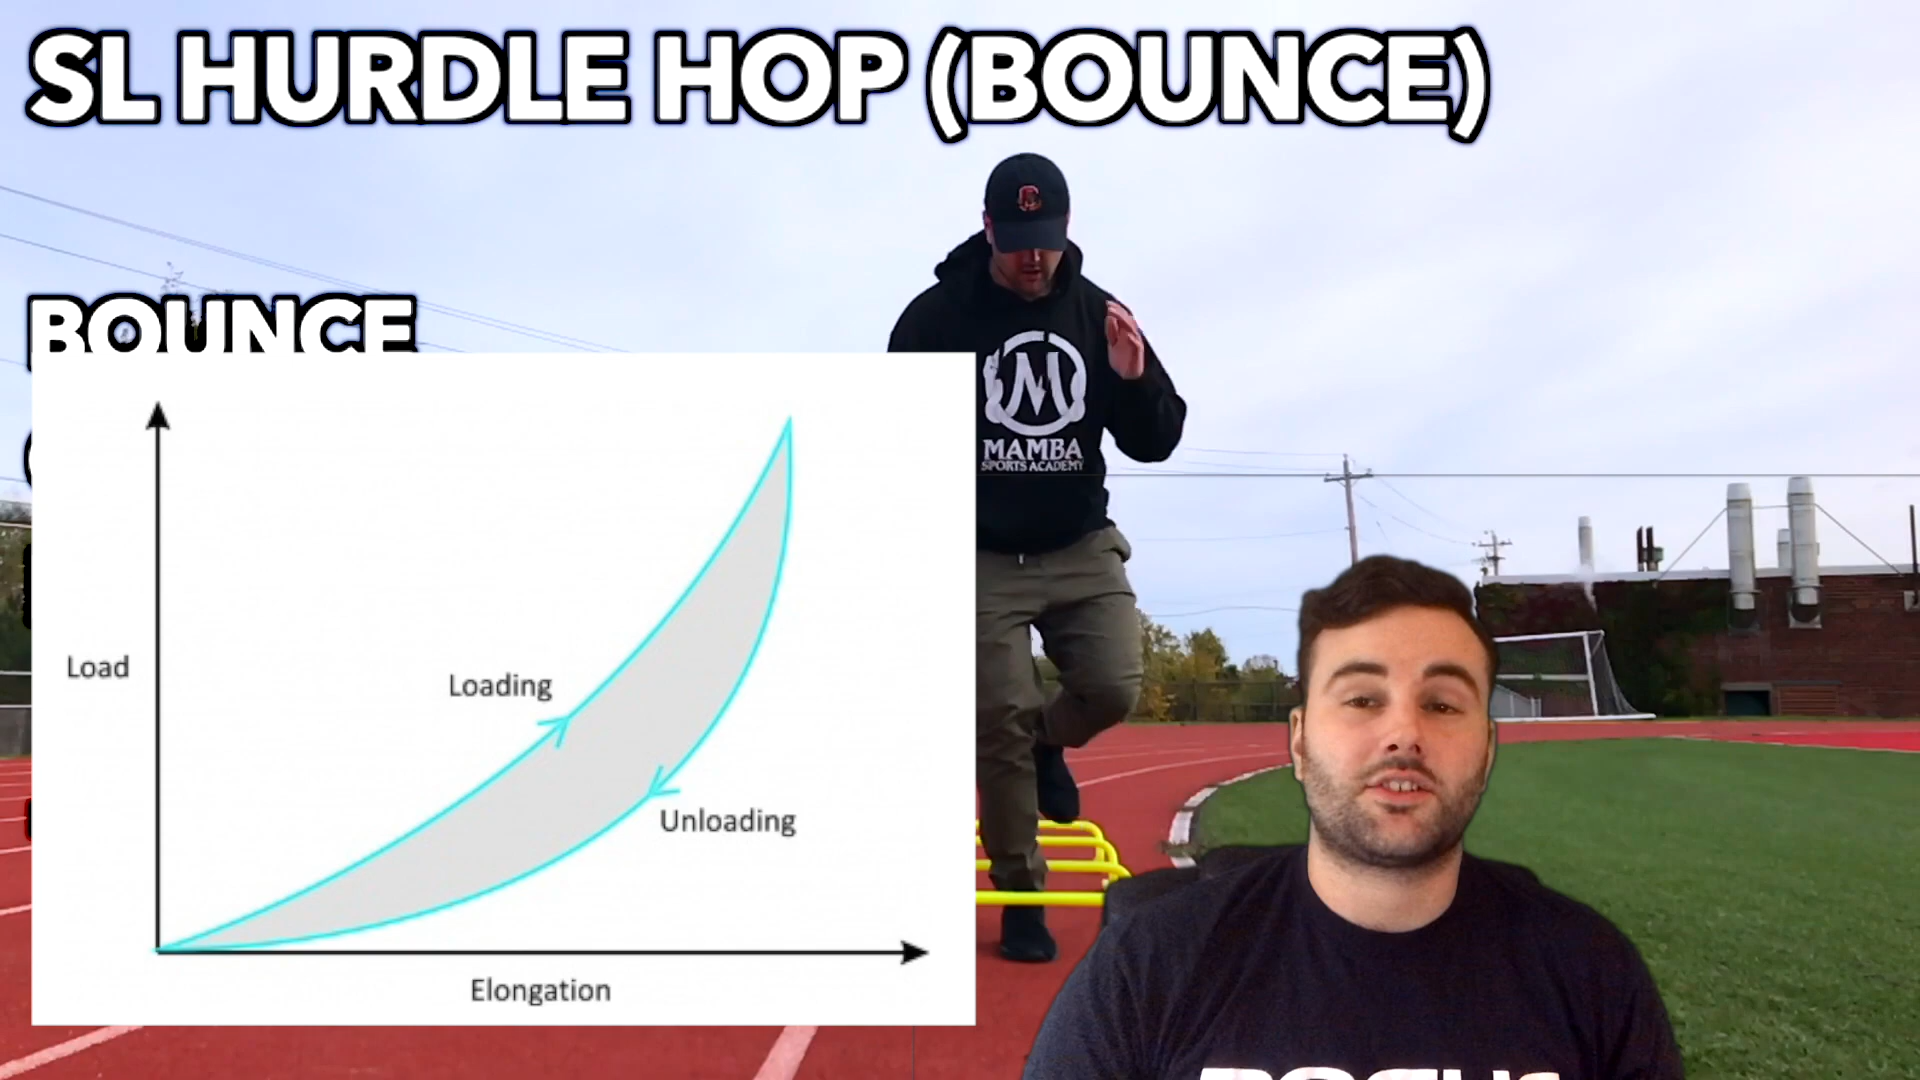 SL HURDLE HOP (BOUNCE)
BOUNCE
M
MAMBA
SPORTS ACADEMY
Load
Loading
Unloading
Elongation